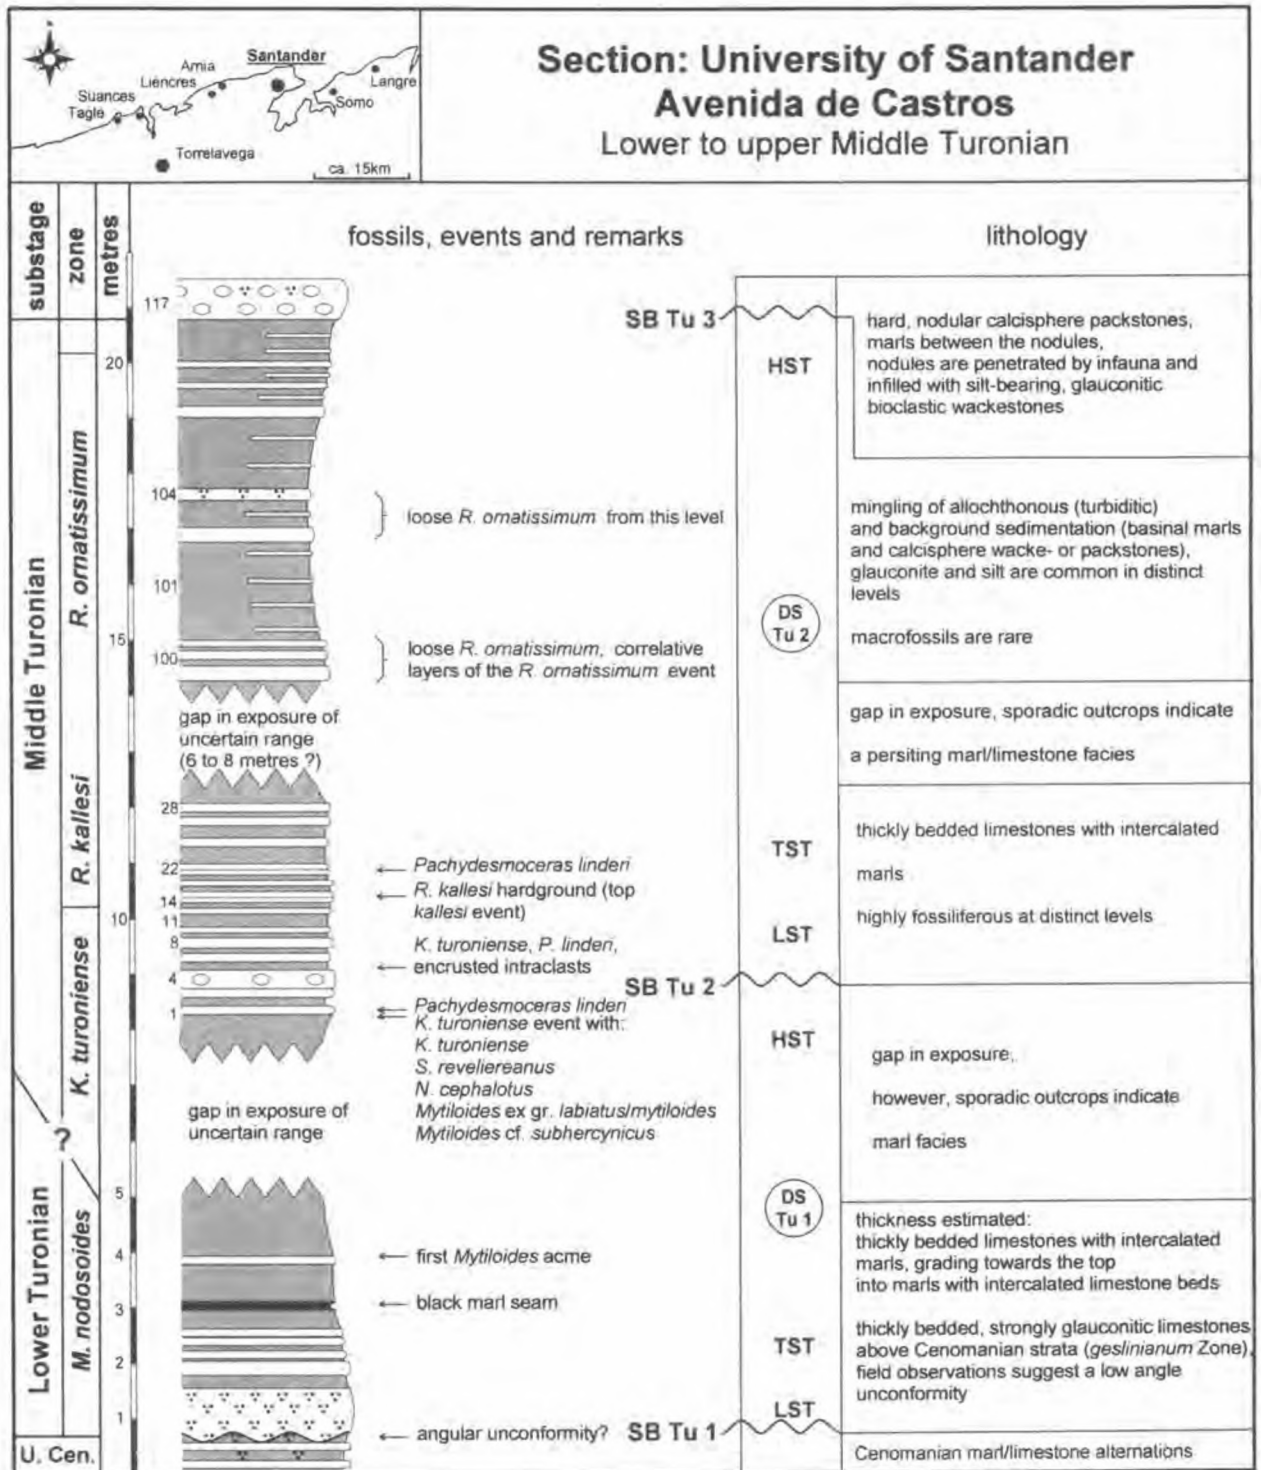 Santander
Arnia
Liencres
Langre
Suances
Somo
Tagle
Torrelavega
ca. 15km
Section: University of Santander
Avenida de Castros
Lower to upper Middle Turonian
substage
zone
metres
fossils, events and remarks
lithology
Middle Turonian
Lower Turonian
U. Cen.
R. ornatissimum
R. kallesi
K. turoniense
?
M. nodosoides
20
15
10
5
4
3
2
1
117
104
101
100
28
22
14
11
8
4
1
loose R. ornatissimum from this level
loose R. ornatissimum, correlative
layers of the R. ornatissimum event
gap in exposure of
uncertain range
(6 to 8 metres ?)
Pachydesmoceras linderi
R. kallesi hardground (top
kallesi event)
K. turoniense, P. linderi,
encrusted intraclasts
Pachydesmoceras linderi
K. turoniense event with:
K. turoniense
S. reveliereanus
N. cephalotus
Mytiloides ex gr. labiatus/mytiloides
Mytiloides cf. subhercynicus
gap in exposure of
uncertain range
first Mytiloides acme
black marl seam
angular unconformity?
SB Tu 3
HST
DS
Tu 2
TST
LST
SB Tu 2
HST
DS
Tu 1
TST
LST
SB Tu 1
hard, nodular calcisphere packstones,
marls between the nodules,
nodules are penetrated by infauna and
infilled with silt-bearing, glauconitic
bioclastic wackestones
mingling of allochthonous (turbiditic)
and background sedimentation (basinal marls
and calcisphere wacke- or packstones),
glauconite and silt are common in distinct
levels
macrofossils are rare
gap in exposure, sporadic outcrops indicate
a persiting marl/limestone facies
thickly bedded limestones with intercalated
marls
highly fossiliferous at distinct levels
gap in exposure,
however, sporadic outcrops indicate
marl facies
thickness estimated:
thickly bedded limestones with intercalated
marls, grading towards the top
into marls with intercalated limestone beds
thickly bedded, strongly glauconitic limestones
above Cenomanian strata (geslinianum Zone),
field observations suggest a low angle
unconformity
Cenomanian marl/limestone alternations